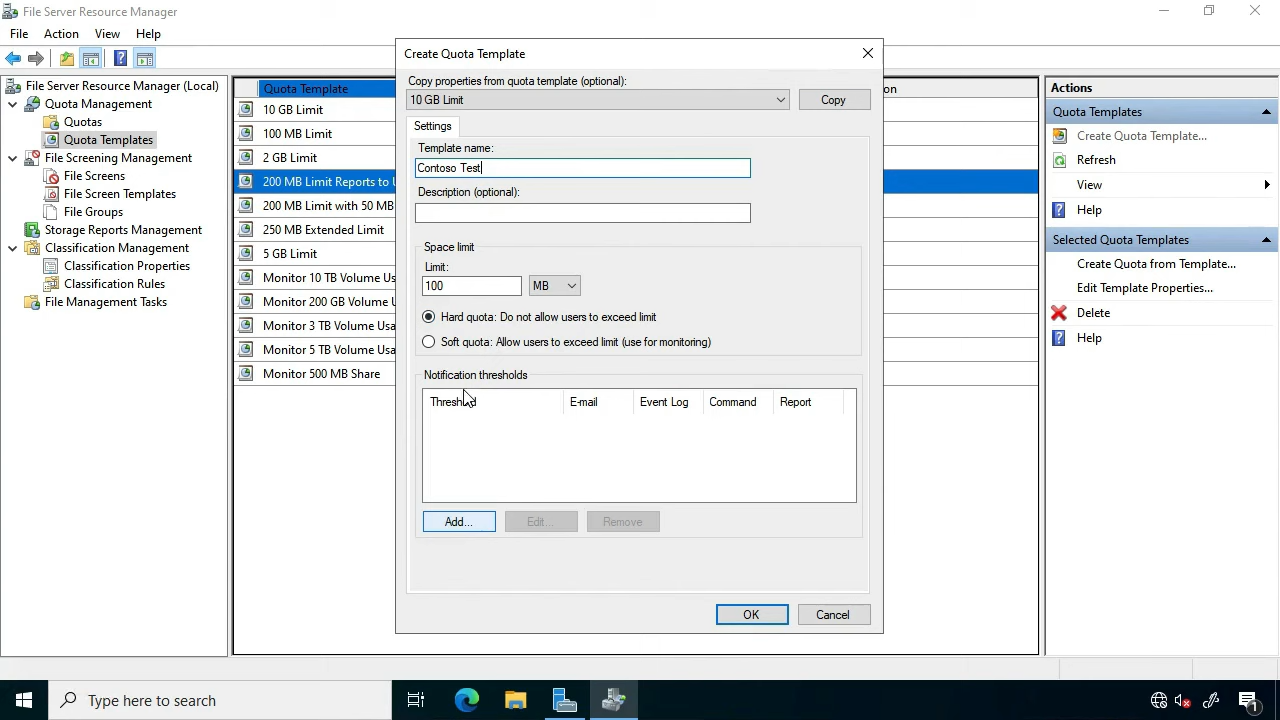 File Server Resource Manager
File Action View Help
File Server Resource Manager (Local)
Quota Management
Quotas
Quota Templates
File Screening Management
File Screens
File Screen Templates
File Groups
Storage Reports Management
Classification Management
Classification Properties
Classification Rules
File Management Tasks
Quota Template
10 GB Limit
100 MB Limit
2 GB Limit
200 MB Limit Reports to
200 MB Limit with 50 MB
250 MB Extended Limit
5 GB Limit
Monitor 10 TB Volume Us
Monitor 200 GB Volume
Monitor 3 TB Volume Usa
Monitor 5 TB Volume Usa
Monitor 500 MB Share
on
Create Quota Template
Copy properties from quota template (optional):
10 GB Limit Copy
Settings
Template name:
Contoso Test
Description (optional):
Space limit
Limit:
100 MB
Hard quota: Do not allow users to exceed limit
Soft quota: Allow users to exceed limit (use for monitoring)
Notification thresholds
Threshold E-mail Event Log Command Report
Add... Edit... Remove
OK Cancel
Actions
Quota Templates
Create Quota Template...
Refresh
View
Help
Selected Quota Templates
Create Quota from Template...
Edit Template Properties...
Delete
Help
Type here to search
1